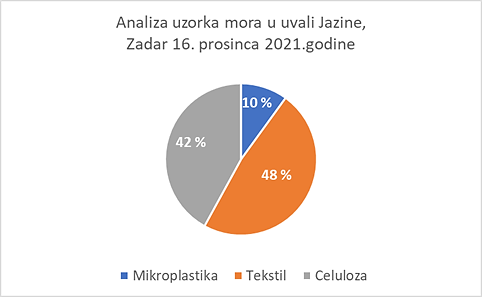 Analiza uzorka mora u uvali Jazine,
Zadar 16. prosinca 2021.godine
10 %
42 %
48 %
Mikroplastika Tekstil Celuloza